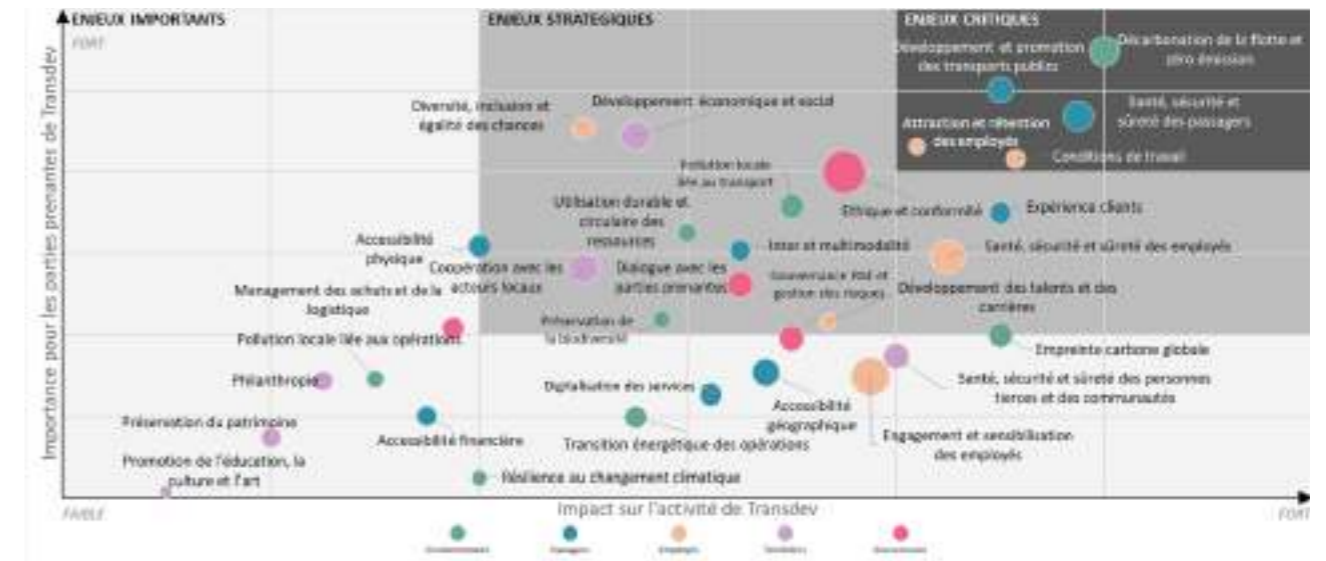 ENJEUX IMPORTANTS
ENJEUX STRATEGIQUES
ENJEUX CRITIQUES
FORT
Importance pour les parties prenantes de Transdev
Développement et promotion
des transports publics
Décarbonation de la flotte et
zéro émission
Diversité, inclusion et
égalité des chances
Développement économique et social
Santé, sécurité et
sûreté des passagers
Attraction et rétention
des employés
Conditions de travail
Pollution locale
liée au transport
Utilisation durable et
circulaire des
ressources
Ethique et conformité
Expérience clients
Accessibilité
physique
Inter et multimodalité
Santé, sécurité et sûreté des employés
Coopération avec les
acteurs locaux
Dialogue avec les
parties prenantes
Gouvernance RSE et
gestion des risques
Développement des talents et des
carrières
Management des achats et de la
logistique
Préservation de
la biodiversité
Pollution locale liée aux opérations
Empreinte carbone globale
Philanthropie
Digitalisation des services
Santé, sécurité et sûreté des personnes
tierces et des communautés
Accessibilité
géographique
Préservation du patrimoine
Accessibilité financière
Transition énergétique des opérations
Engagement et sensibilisation
des employés
Promotion de l'éducation, la
culture et l'art
Résilience au changement climatique
FAIBLE
Impact sur l'activité de Transdev
FORT